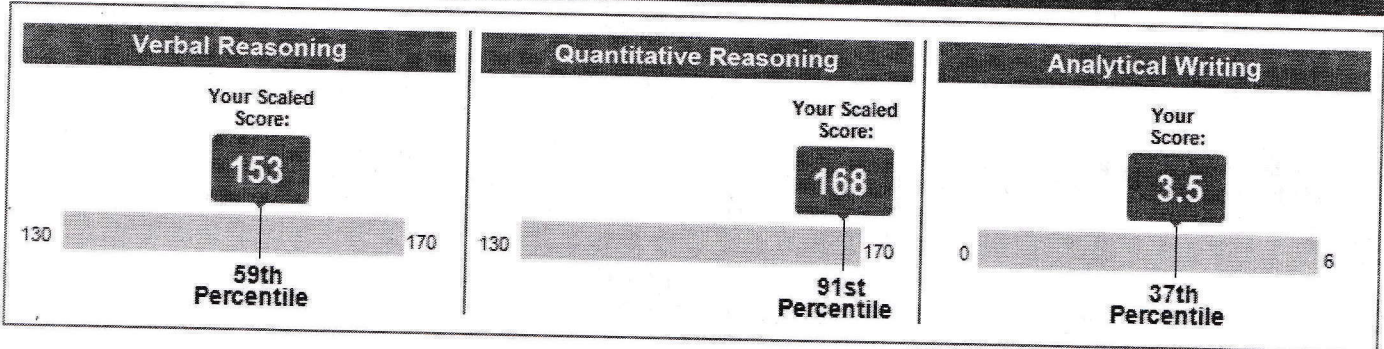 Verbal Reasoning
Your Scaled
Score:
153
130
170
59th
Percentile
Quantitative Reasoning
Your Scaled
Score:
168
130
170
91st
Percentile
Analytical Writing
Your
Score:
3.5
0
6
37th
Percentile